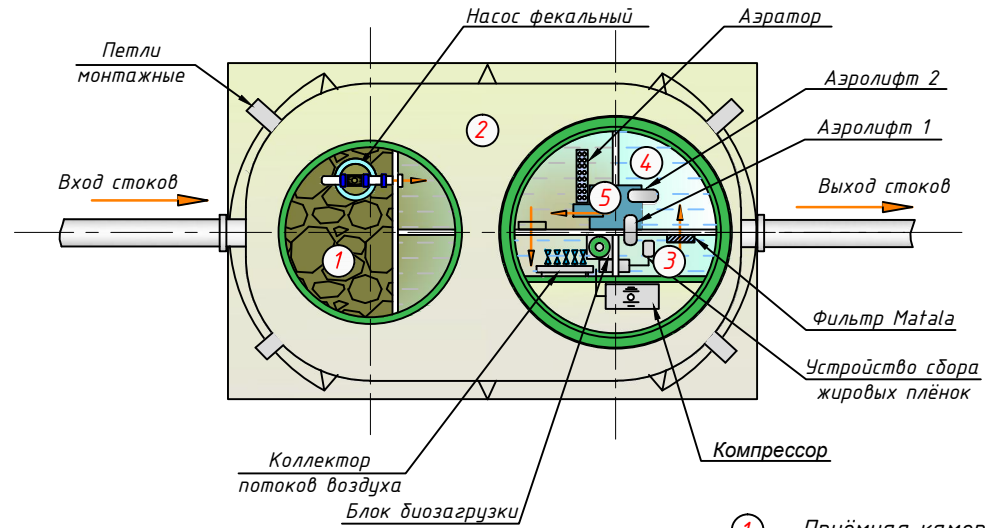 Насос фекальный
Аэратор
Петли
монтажные
Аэролифт 2
Аэролифт 1
2
4
Вход стоков
5
Выход стоков
1
3
Фильтр Matala
Устройство сбора
жировых плёнок
Компрессор
Коллектор
потоков воздуха
Блок биозагрузки
1 Приёмная